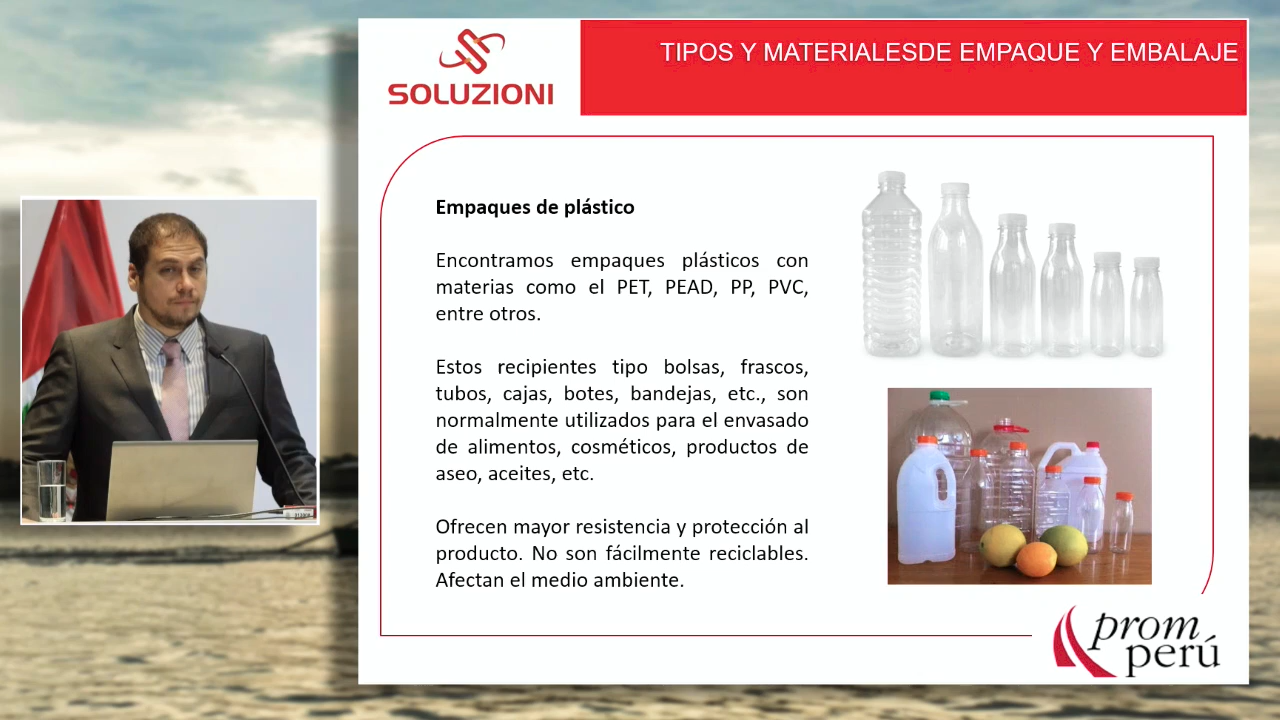 SOLUZIONI
TIPOS Y MATERIALESDE EMPAQUE Y EMBALAJE
Empaques de plástico
Encontramos empaques plásticos con
materias como el PET, PEAD, PP, PVC,
entre otros.
Estos recipientes tipo bolsas, frascos,
tubos, cajas, botes, bandejas, etc., son
normalmente utilizados para el envasado
de alimentos, cosméticos, productos de
aseo, aceites, etc.
Ofrecen mayor resistencia y protección al
producto. No son fácilmente reciclables.
Afectan el medio ambiente.
prom
perú